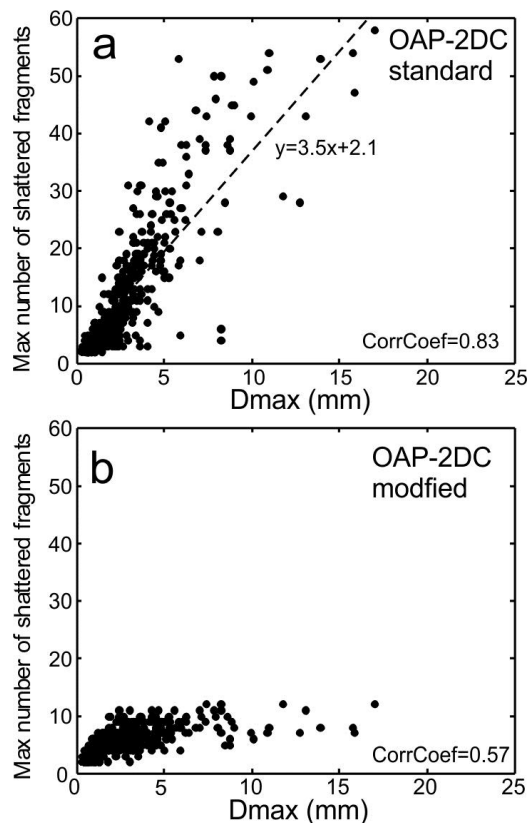 60
a
OAP-2DC
standard
50
40
y=3.5x+2.1
30
20
10
CorrCoef=0.83
0
0 5 10 15 20 25
Dmax (mm)
Max number of shattered fragments
60
b
OAP-2DC
modfied
50
40
30
20
10
CorrCoef=0.57
0
0 5 10 15 20 25
Dmax (mm)
Max number of shattered fragments